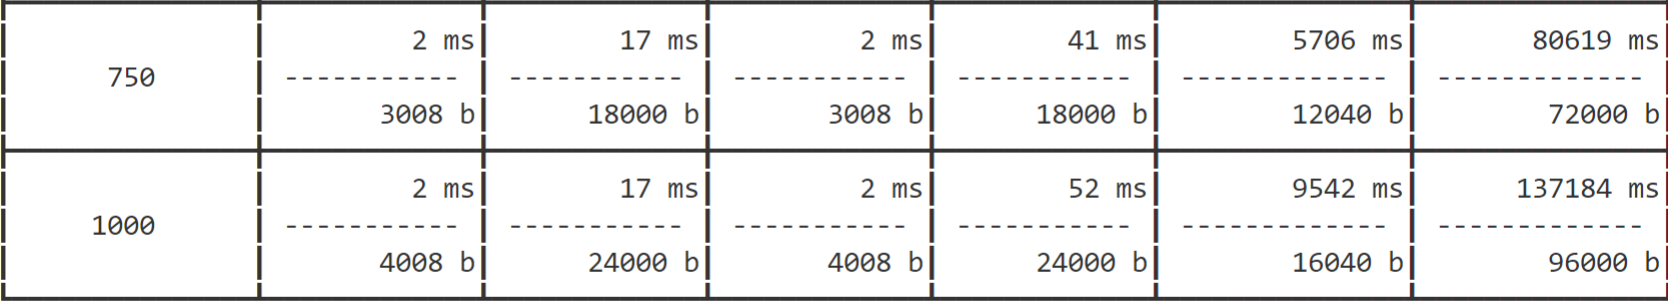 2 ms 17 ms 2 ms 41 ms 5706 ms 80619 ms
750 ----------- ----------- ----------- ----------- ------------- -------------
3008 b 18000 b 3008 b 18000 b 12040 b 72000 b
2 ms 17 ms 2 ms 52 ms 9542 ms 137184 ms
1000 ----------- ----------- ----------- ----------- ------------- -------------
4008 b 24000 b 4008 b 24000 b 16040 b 96000 b